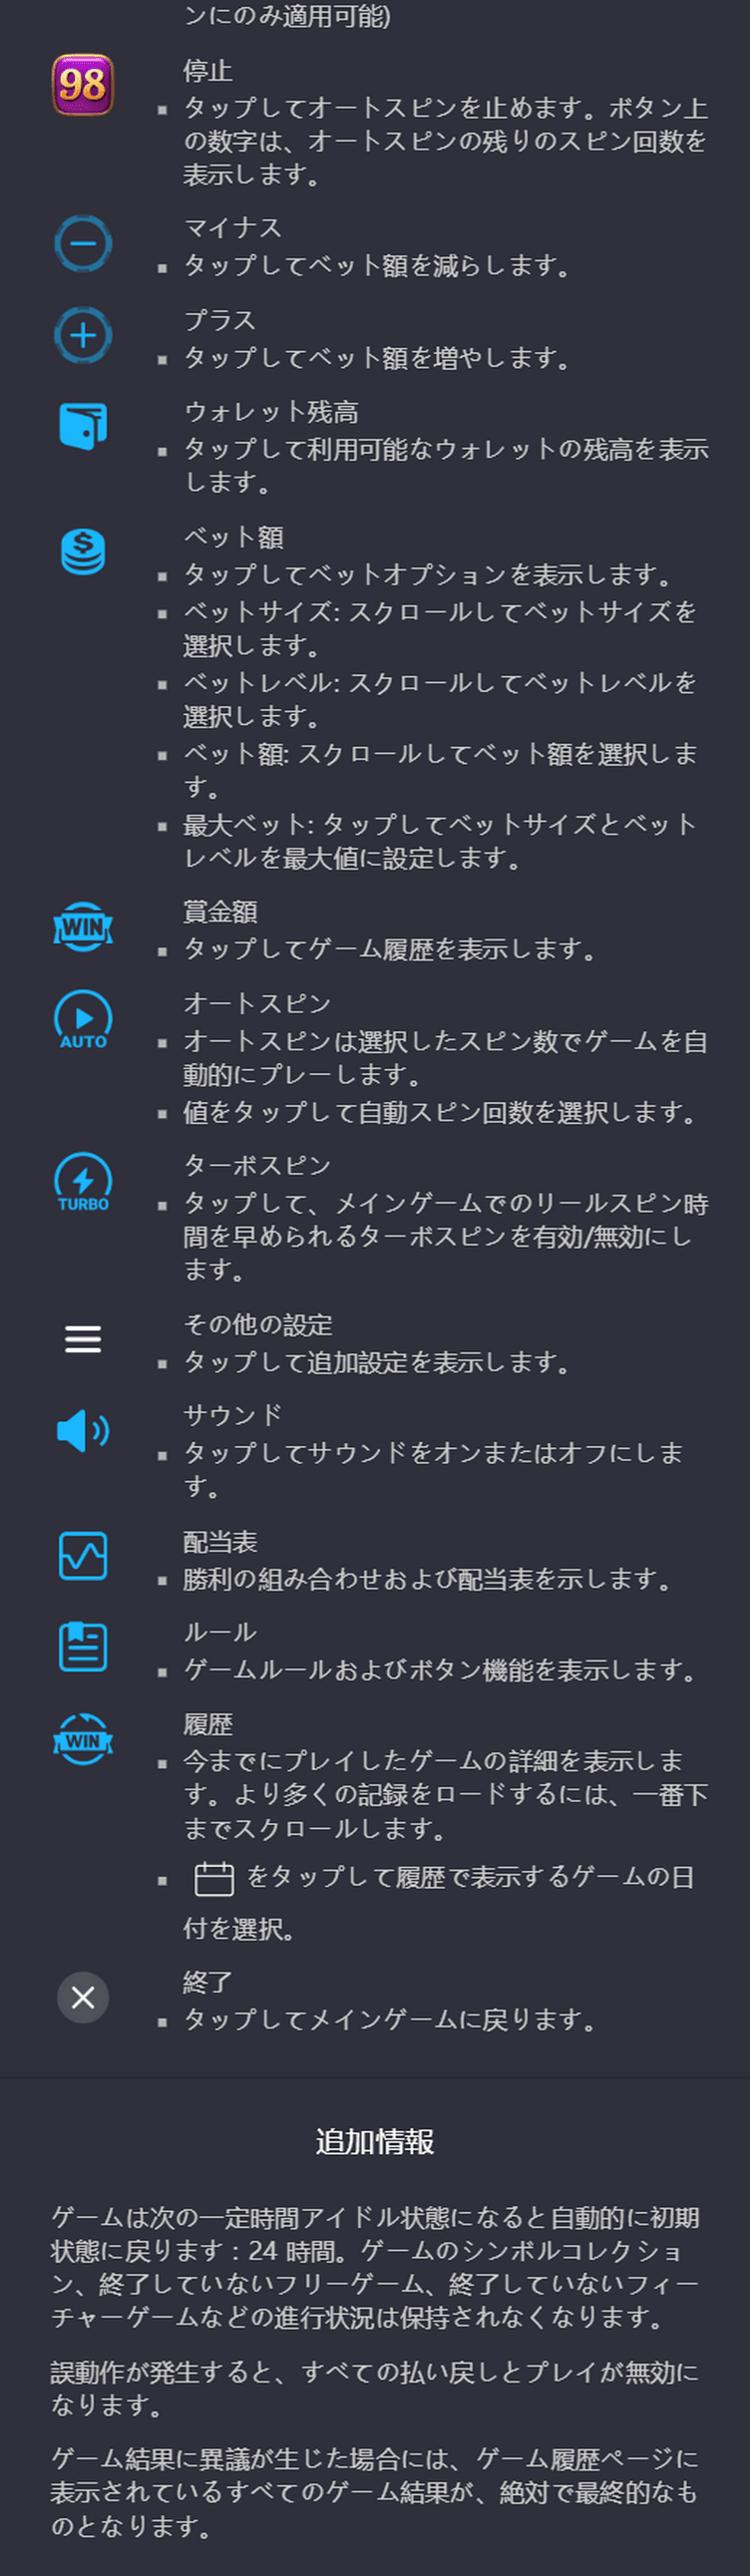 ンにのみ適用可能)
98
停止
▪ タップしてオートスピンを止めます。ボタン上
の数字は、オートスピンの残りのスピン回数を
表示します。
マイナス
▪ タップしてベット額を減らします。
プラス
▪ タップしてベット額を増やします。
ウォレット残高
▪ タップして利用可能なウォレットの残高を表示
します。
ベット額
▪ タップしてベットオプションを表示します。
▪ ベットサイズ: スクロールしてベットサイズを
選択します。
▪ ベットレベル: スクロールしてベットレベルを
選択します。
▪ ベット額: スクロールしてベット額を選択しま
す。
▪ 最大ベット: タップしてベットサイズとベット
レベルを最大値に設定します。
WIN
賞金額
▪ タップしてゲーム履歴を表示します。
オートスピン
AUTO
▪ オートスピンは選択したスピン数でゲームを自
動的にプレーします。
▪ 値をタップして自動スピン回数を選択します。
ターボスピン
TURBO
▪ タップして、メインゲームでのリールスピン時
間を早められるターボスピンを有効/無効にし
ます。
その他の設定
▪ タップして追加設定を表示します。
サウンド
▪ タップしてサウンドをオンまたはオフにしま
す。
配当表
▪ 勝利の組み合わせおよび配当表を示します。
ルール
▪ ゲームルールおよびボタン機能を表示します。
WIN
履歴
▪ 今までにプレイしたゲームの詳細を表示しま
す。より多くの記録をロードするには、一番下
までスクロールします。
▪ をタップして履歴で表示するゲームの日
付を選択。
終了
▪ タップしてメインゲームに戻ります。
追加情報
ゲームは次の一定時間アイドル状態になると自動的に初期
状態に戻ります : 24 時間。ゲームのシンボルコレクショ
ン、終了していないフリーゲーム、終了していないフィー
チャーゲームなどの進行状況は保持されなくなります。
誤動作が発生すると、すべての払い戻しとプレイが無効に
なります。
ゲーム結果に異議が生じた場合には、ゲーム履歴ページに
表示されているすべてのゲーム結果が、絶対で最終的なも
のとなります。